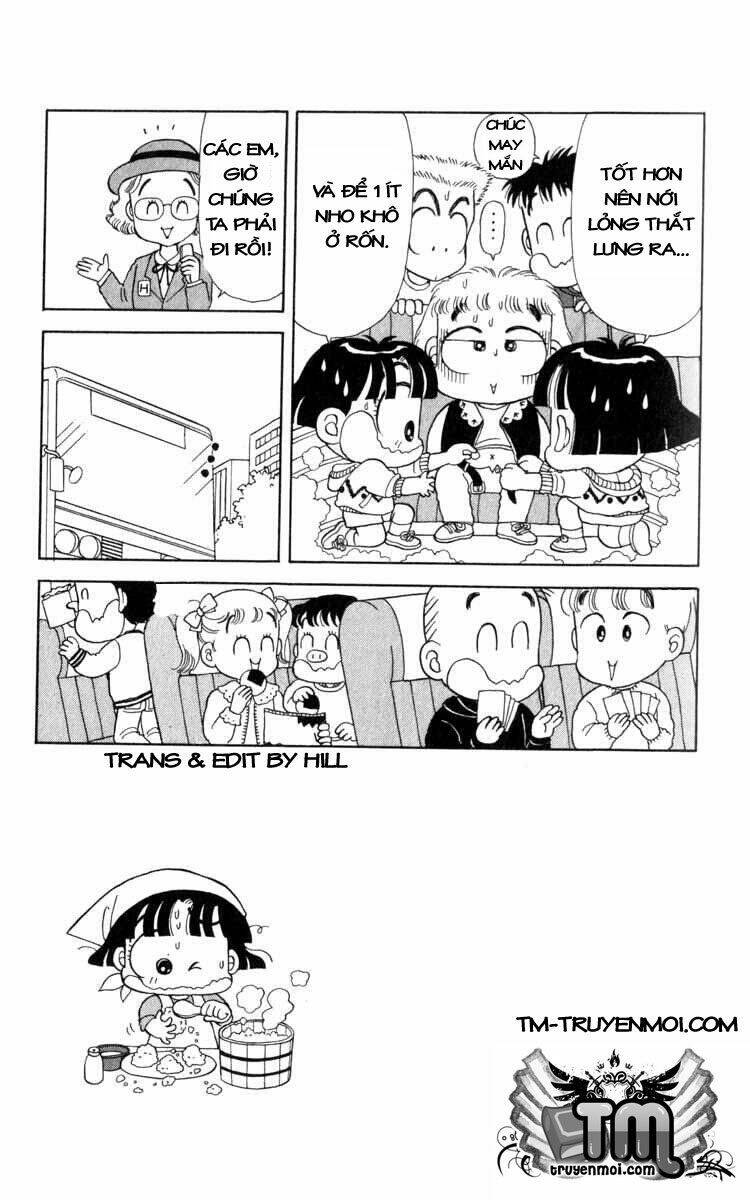 CHÚC
MAY
MẮN
TỐT HƠN
NÊN NỚI
LỎNG THẮT
LƯNG RA...
....
VÀ ĐỂ 1 ÍT
NHO KHÔ
Ở RỐN.
CÁC EM,
GIỜ
CHÚNG
TA PHẢI
ĐI RỒI!
H
TRANS & EDIT BY HILL
TM-TRUYENMOI.COM
TM
truyenmoi.com